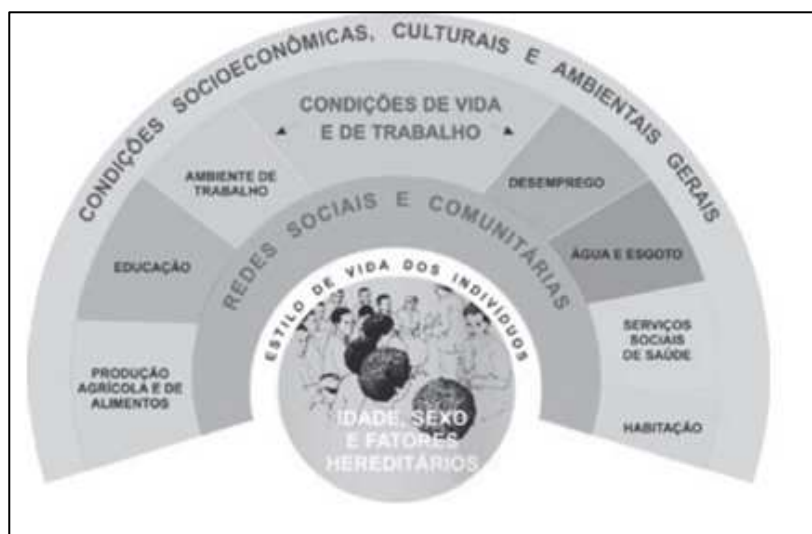 CONDIÇÕES SOCIOECONÔMICAS, CULTURAIS E AMBIENTAIS GERAIS
CONDIÇÕES DE VIDA
E DE TRABALHO
AMBIENTE DE
TRABALHO
DESEMPREGO
EDUCAÇÃO
ÁGUA E ESGOTO
PRODUÇÃO
AGRÍCOLA E DE
ALIMENTOS
SERVIÇOS
SOCIAIS
DE SAÚDE
HABITAÇÃO
REDES SOCIAIS E COMUNITÁRIAS
ESTILO DE VIDA DOS INDIVÍDUOS
IDADE, SEXO
E FATORES
HEREDITÁRIOS